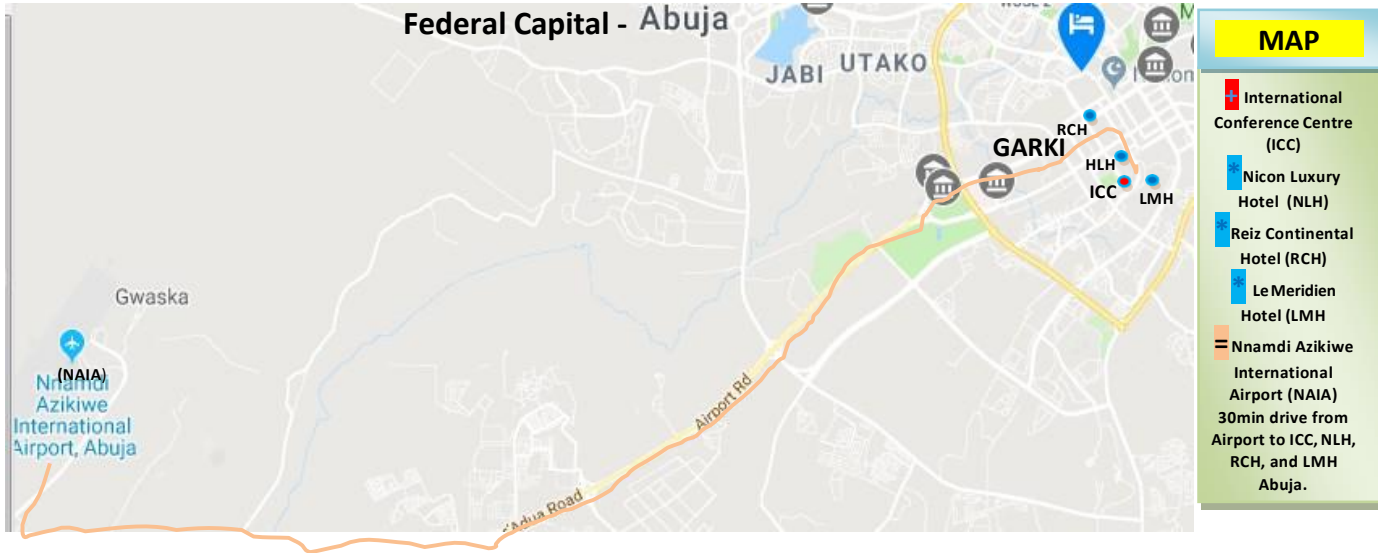 Federal Capital - Abuja
JABI UTAKO
RCH
GARKI
HLH
ICC LMH
Gwaska
(NAIA)
Nnamdi
Azikiwe
International
Airport, Abuja
Airport Rd
'Adua Road
MAP
+ International
Conference Centre
(ICC)
* Nicon Luxury
Hotel (NLH)
* Reiz Continental
Hotel (RCH)
* Le Meridien
Hotel (LMH
= Nnamdi Azikiwe
International
Airport (NAIA)
30min drive from
Airport to ICC, NLH,
RCH, and LMH
Abuja.